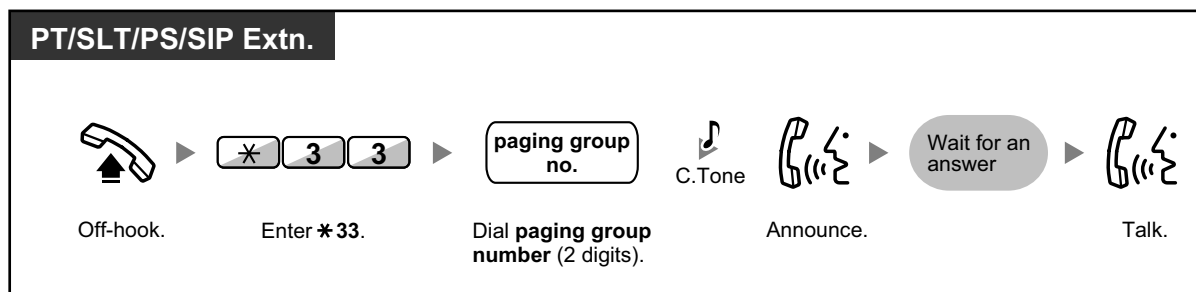 PT/SLT/PS/SIP Extn.
✳ 3 3
paging group
no.
C.Tone
Wait for an
answer
Off-hook.
Enter ✳33.
Dial paging group
number (2 digits).
Announce.
Talk.